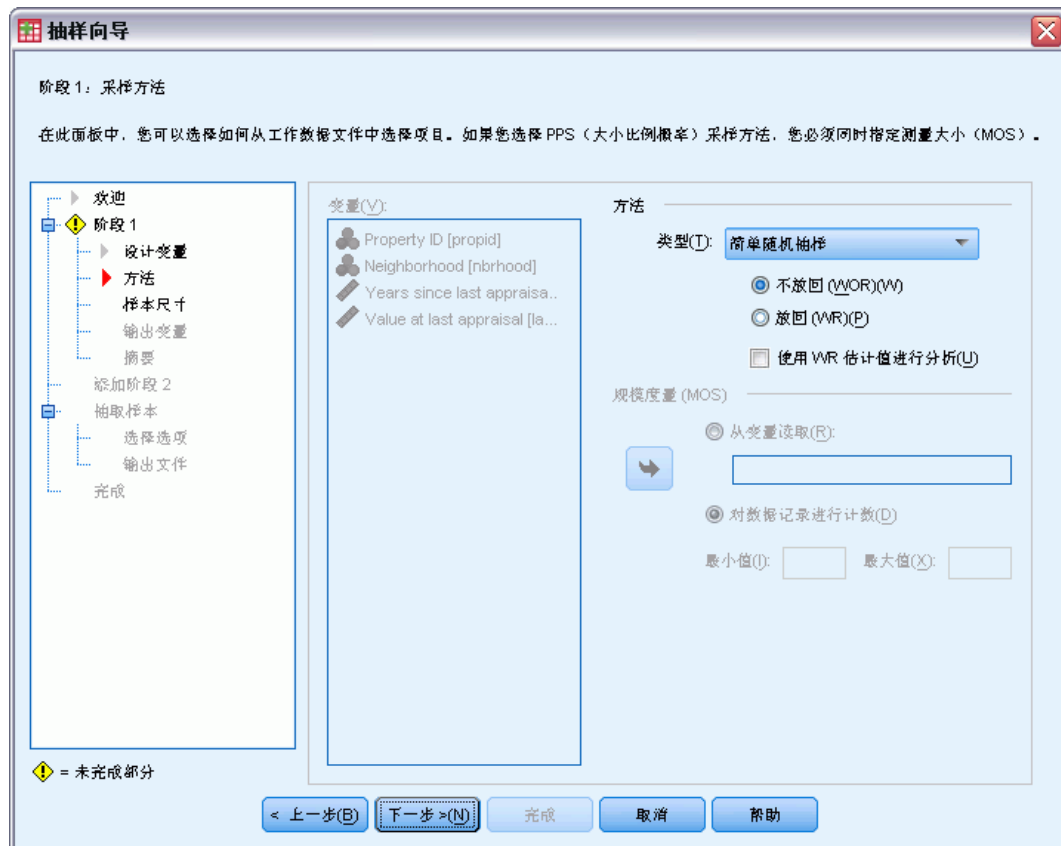 抽样向导
阶段 1：采样方法
在此面板中，您可以选择如何从工作数据文件中选择项目。如果您选择 PPS（大小比例概率）采样方法，您必须同时指定测量大小（MOS）。
欢迎
阶段 1
设计变量
方法
样本尺寸
输出变量
摘要
添加阶段 2
抽取样本
选择选项
输出文件
完成
! = 未完成部分
变量(V):
Property ID [propid]
Neighborhood [nbrhood]
Years since last appraisa...
Value at last appraisal [la...
方法
类型(T): 简单随机抽样
不放回 (WOR)(W)
放回 (WR)(P)
使用 WR 估计值进行分析(U)
规模度量 (MOS)
从变量读取(R):
对数据记录进行计数(D)
最小值(I): 最大值(X):
< 上一步(B) 下一步 >(N) 完成 取消 帮助